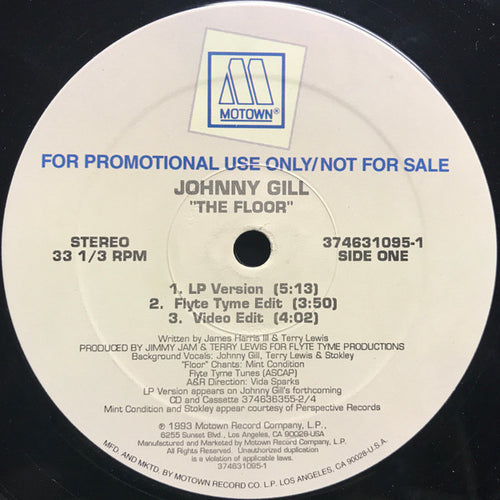 MOTOWN®
FOR PROMOTIONAL USE ONLY/NOT FOR SALE
JOHNNY GILL
"THE FLOOR"
STEREO
33 1/3 RPM
374631095-1
SIDE ONE
1. LP Version (5:13)
2. Flyte Tyme Edit (3:50)
3. Video Edit (4:02)
Written by James Harris III & Terry Lewis
PRODUCED BY JIMMY JAM & TERRY LEWIS FOR FLYTE TYME PRODUCTIONS
Background Vocals: Johnny Gill, Terry Lewis & Stokley
"Floor" Chants: Mint Condition
Flyte Tyme Tunes (ASCAP)
A&R Direction: Vida Sparks
LP Version appears on Johnny Gill's forthcoming
CD and Cassette 374636355-2/4
Mint Condition and Stokley appear courtesy of Perspective Records
℗ 1993 Motown Record Company, L.P.,
6255 Sunset Blvd., Los Angeles, CA 90028-USA
Manufactured and Marketed by Motown Record Company, L.P.
All rights reserved. Unauthorized duplication
is a violation of applicable laws.
374631095-1
MFD. AND MKTD. BY MOTOWN RECORD CO. L.P. LOS ANGELES, CA 90028-U.S.A.